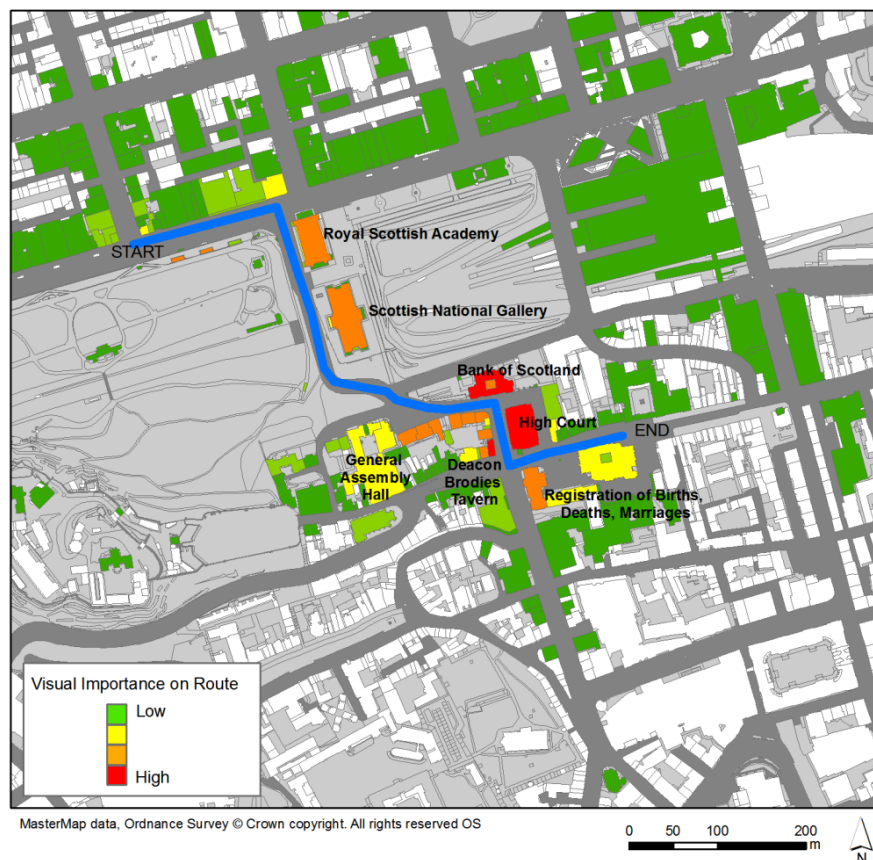 START
Royal Scottish Academy
Scottish National Gallery
Bank of Scotland
High Court
END
General
Assembly
Hall
Deacon
Brodies
Tavern
Registration of Births,
Deaths, Marriages
Visual Importance on Route
Low
High
MasterMap data, Ordnance Survey © Crown copyright. All rights reserved OS
0 50 100 200
m
N